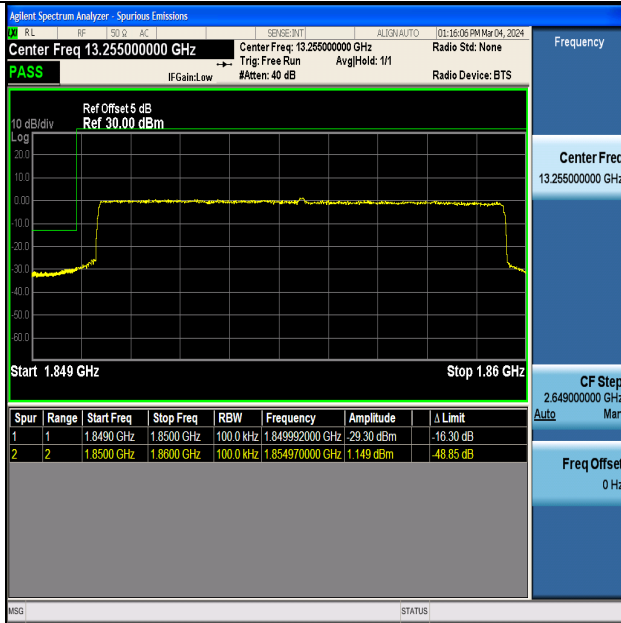 Agilent Spectrum Analyzer - Spurious Emissions
RL RF 50 Ω AC SENSE:INT ALIGN AUTO 01:16:06 PM Mar 04, 2024
Center Freq 13.255000000 GHz
Center Freq: 13.255000000 GHz
Radio Std: None
Trig: Free Run Avg|Hold: 1/1
PASS
IFGain:Low
#Atten: 40 dB
Radio Device: BTS
Ref Offset 5 dB
10 dB/div Ref 30.00 dBm
Log
20.0
10.0
0.00
-10.0
-20.0
-30.0
-40.0
-50.0
-60.0
Start 1.849 GHz Stop 1.86 GHz
Spur Range Start Freq Stop Freq RBW Frequency Amplitude Δ Limit
1 1 1.8490 GHz 1.8500 GHz 100.0 kHz 1.849992000 GHz -29.30 dBm -16.30 dB
2 2 1.8500 GHz 1.8600 GHz 100.0 kHz 1.854970000 GHz 1.149 dBm -48.85 dB
MSG STATUS
Frequency
Center Freq
13.255000000 GHz
CF Step
2.649000000 GHz
Auto Man
Freq Offset
0 Hz